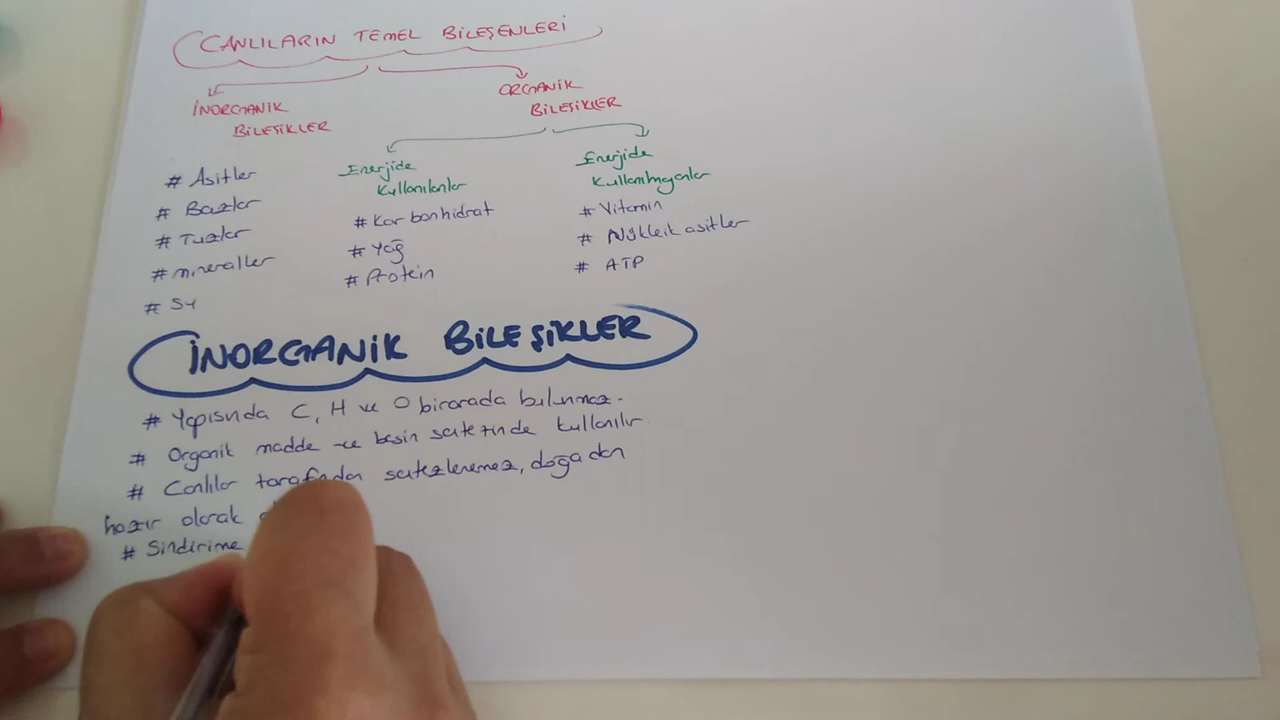 CANLILARIN TEMEL BİLEŞENLERİ
İNORGANİK
BİLEŞİKLER
# Asitler
# Bazlar
# Tuzlar
# mineraller
# Su
ORGANİK
BİLEŞİKLER
Enerjide
Kullanılanlar
# Karbonhidrat
# Yağ
# Protein
Enerjide
Kullanılmayanlar
# Vitamin
# Nükleik asitler
# ATP
İNORGANİK BİLEŞİKLER
# Yapısında C, H ve O birarada bulunmaz.
# Organik madde ve besin sentezinde kullanılır.
# Canlılar tarafından sentezlenemez, doğadan
hazır olarak
# Sindirime